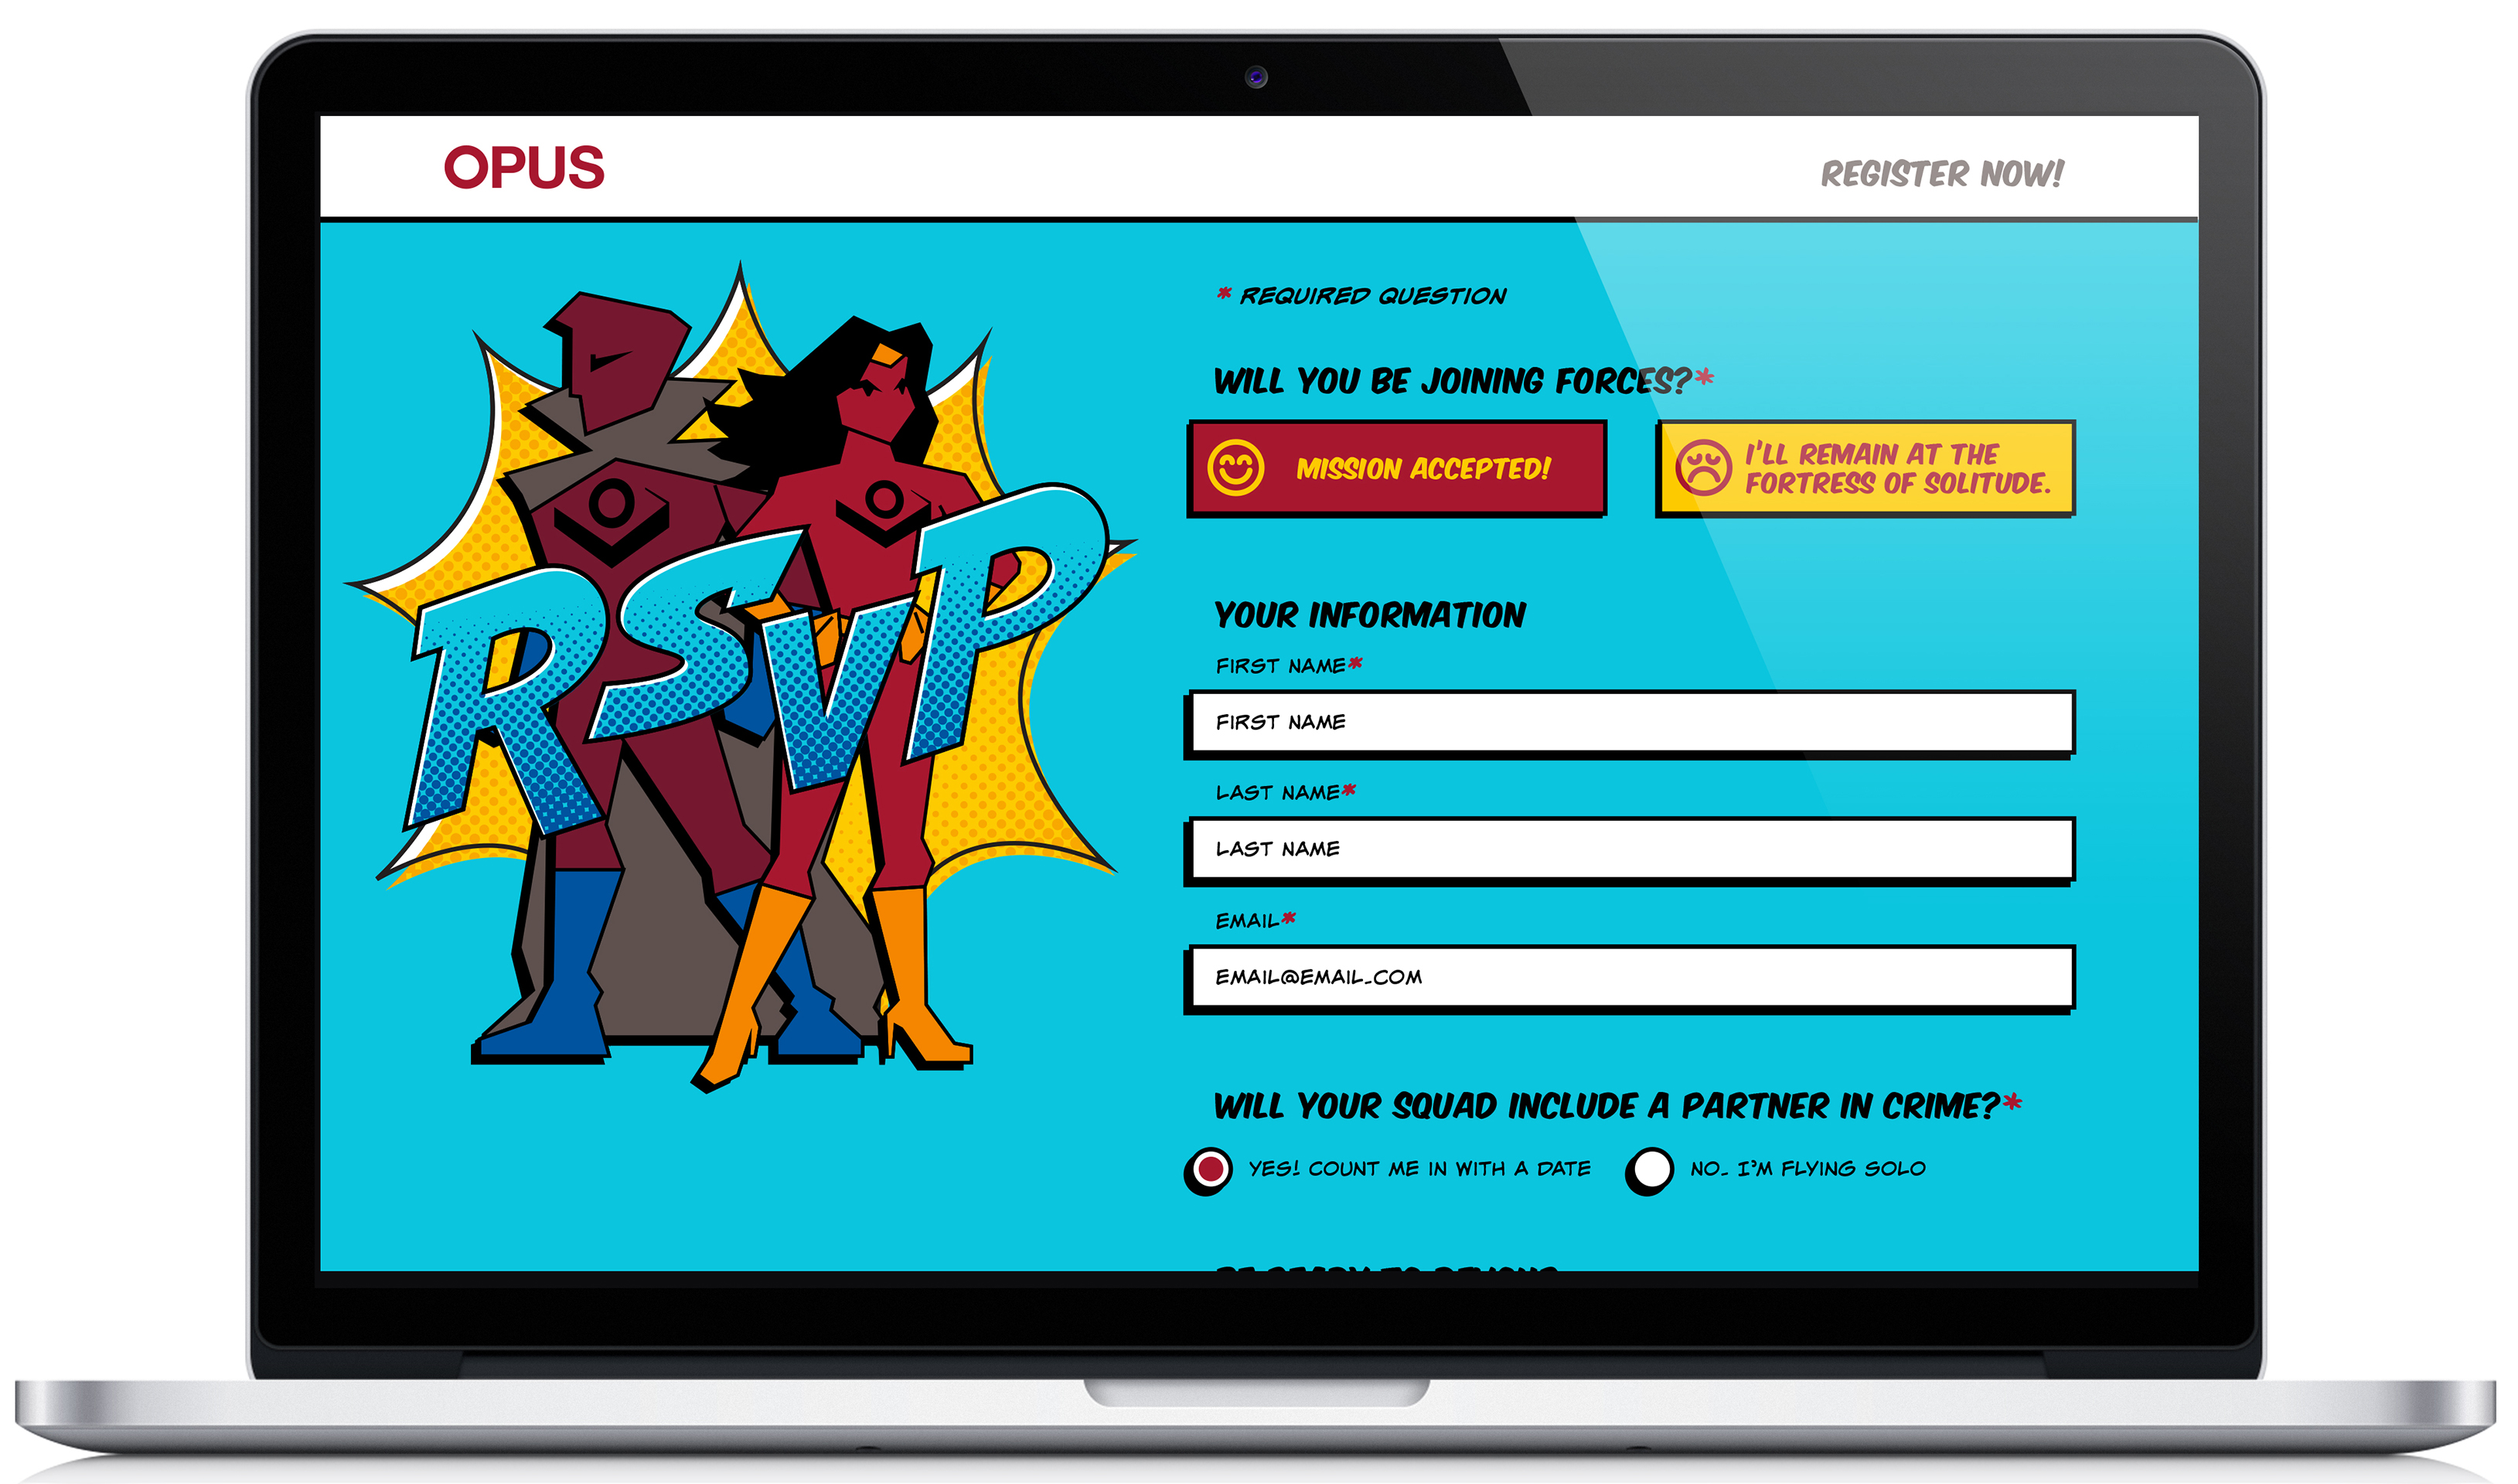 OPUS
REGISTER NOW!
RSVP
* REQUIRED QUESTION
WILL YOU BE JOINING FORCES?*
MISSION ACCEPTED!
I'LL REMAIN AT THE
FORTRESS OF SOLITUDE.
YOUR INFORMATION
FIRST NAME*
FIRST NAME
LAST NAME*
LAST NAME
EMAIL*
EMAIL@EMAIL.COM
WILL YOUR SQUAD INCLUDE A PARTNER IN CRIME?*
YES! COUNT ME IN WITH A DATE
NO. I'M FLYING SOLO